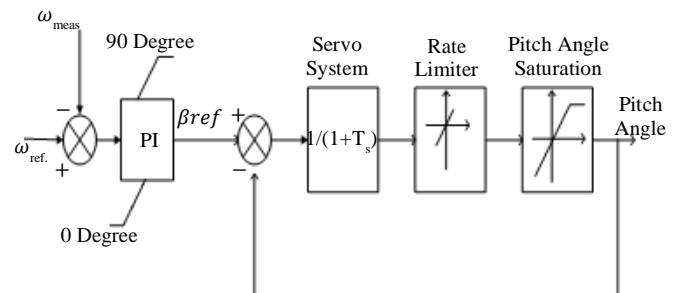 ω_meas
90 Degree
−
ω_ref.
+
PI
βref
+
−
0 Degree
Servo
System
1/(1+T_s)
Rate
Limiter
Pitch Angle
Saturation
Pitch
Angle